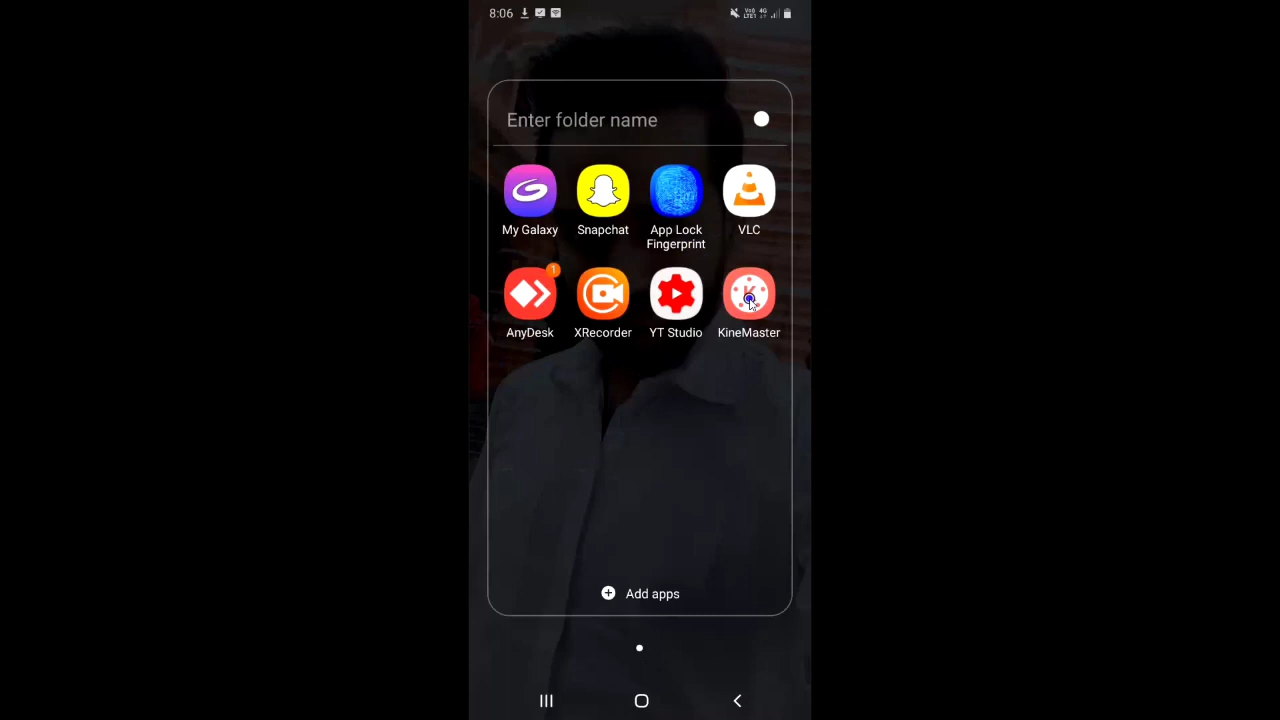 8:06
Enter folder name
My Galaxy
Snapchat
App Lock
Fingerprint
VLC
1
AnyDesk
XRecorder
YT Studio
KineMaster
Add apps